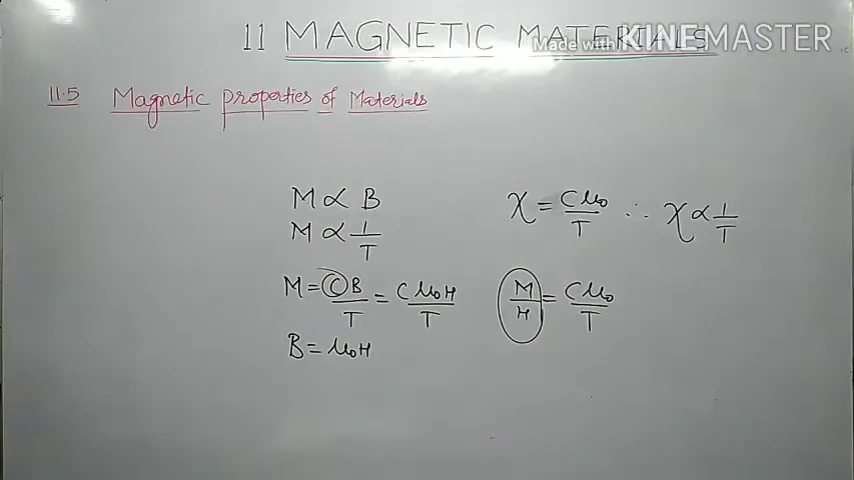 11 MAGNETIC MATERIALS
Made with KINEMASTER
11.5 Magnetic Properties of Materials
M ∝ B
M ∝ 1/T
M = CB/T = Cμ₀H/T
B = μ₀H
χ = Cμ₀/T ∴ χ ∝ 1/T
M/H = Cμ₀/T